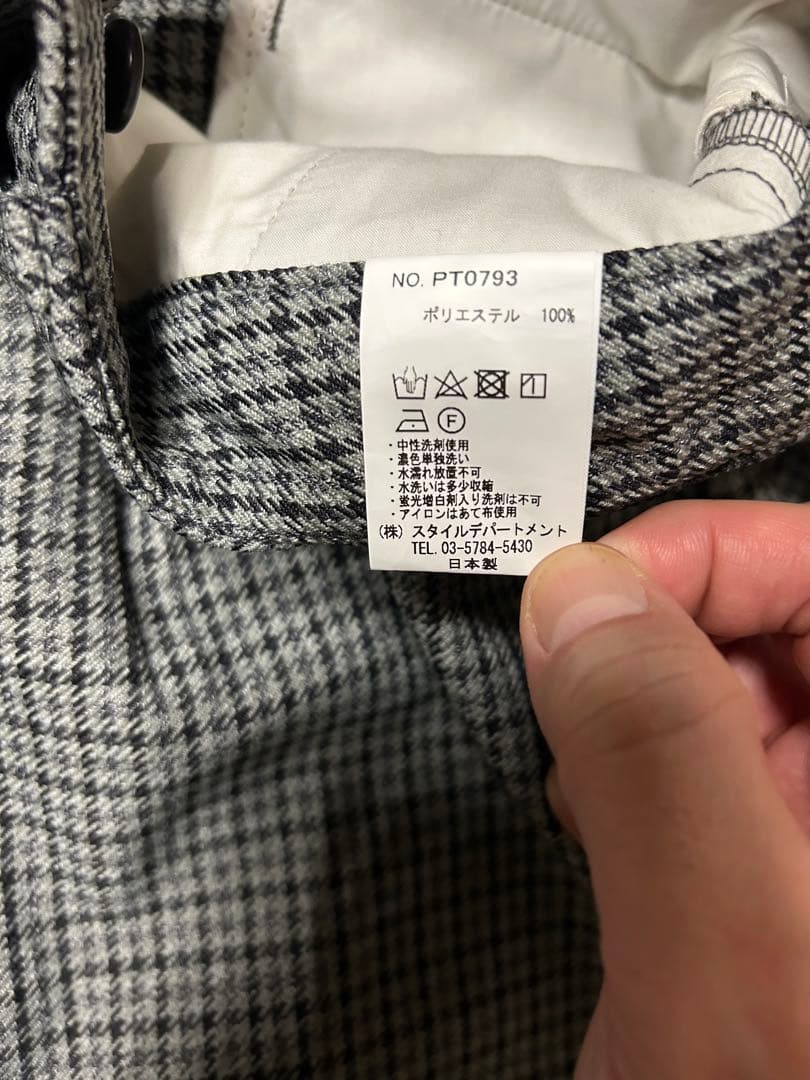 NO. PT0793
ポリエステル 100%
F
・中性洗剤使用
・濃色単独洗い
・水濡れ放置不可
・水洗いは多少収縮
・蛍光増白剤入り洗剤は不可
・アイロンはあて布使用
(株) スタイルデパートメント
TEL. 03-5784-5430
日本製